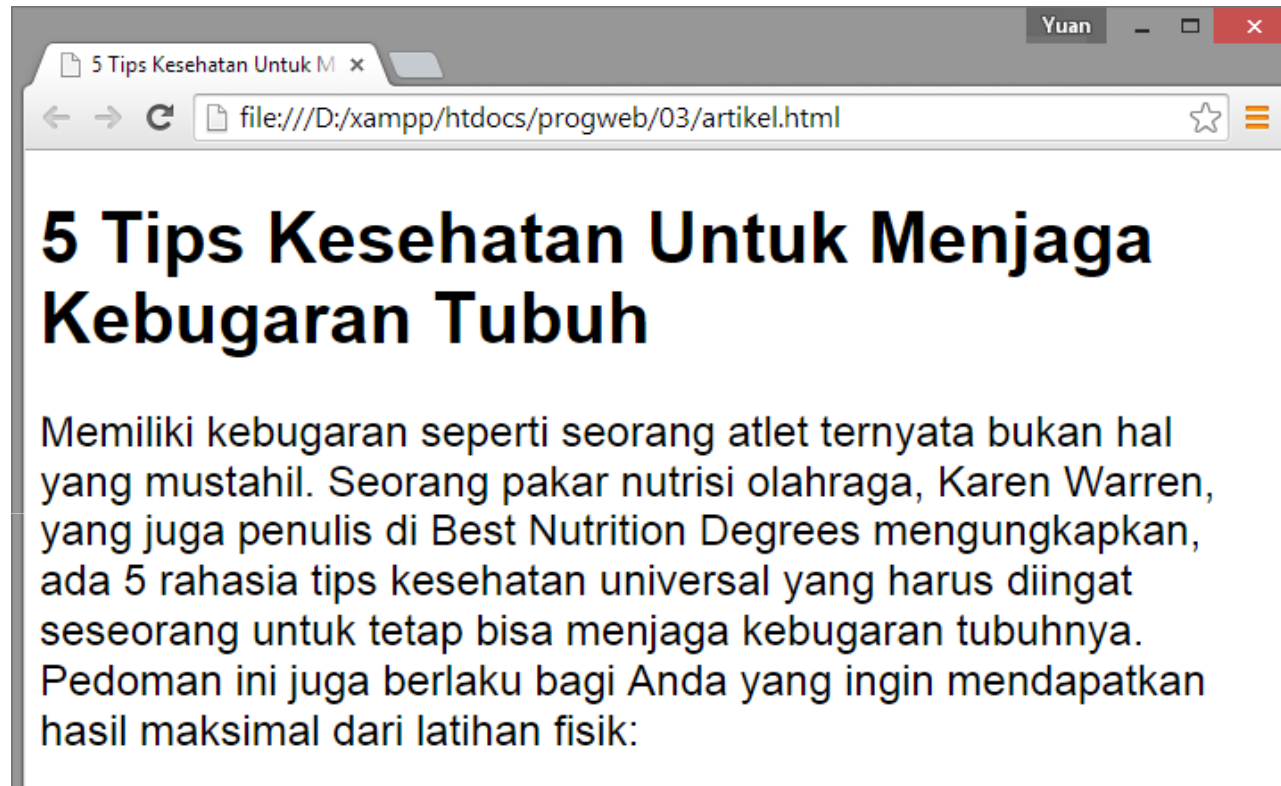 Yuan
5 Tips Kesehatan Untuk M
file:///D:/xampp/htdocs/progweb/03/artikel.html
5 Tips Kesehatan Untuk Menjaga
Kebugaran Tubuh
Memiliki kebugaran seperti seorang atlet ternyata bukan hal
yang mustahil. Seorang pakar nutrisi olahraga, Karen Warren,
yang juga penulis di Best Nutrition Degrees mengungkapkan,
ada 5 rahasia tips kesehatan universal yang harus diingat
seseorang untuk tetap bisa menjaga kebugaran tubuhnya.
Pedoman ini juga berlaku bagi Anda yang ingin mendapatkan
hasil maksimal dari latihan fisik: